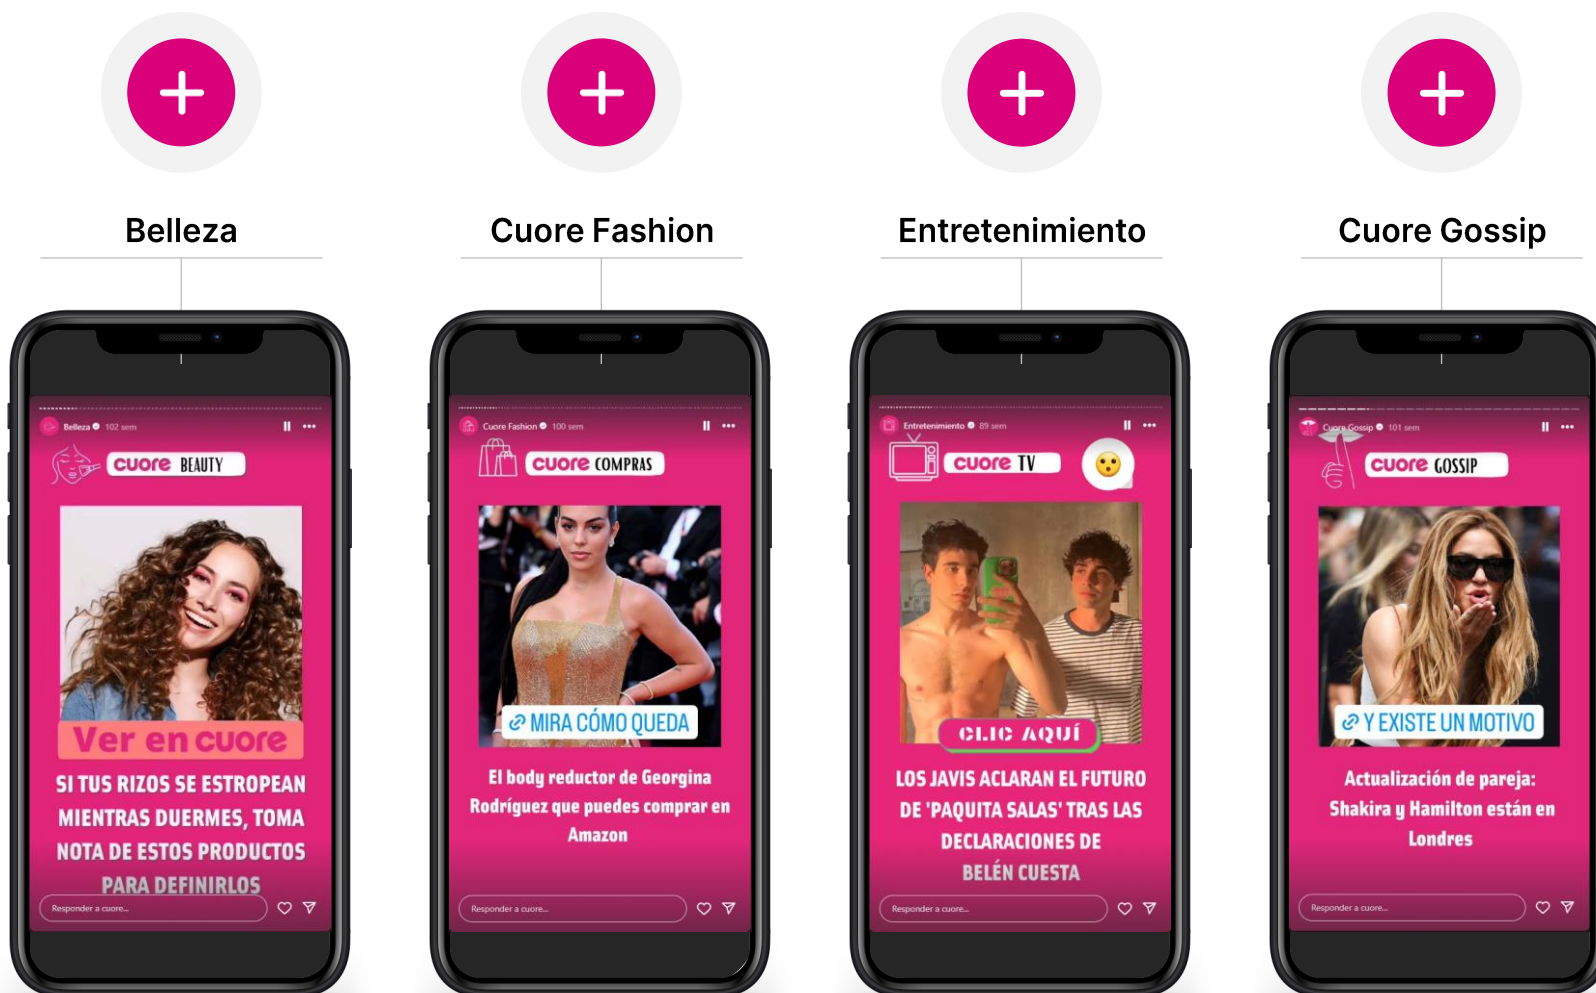 Belleza
Cuore Fashion
Entretenimiento
Cuore Gossip
Belleza 102 sem
cuore BEAUTY
Ver en cuore
SI TUS RIZOS SE ESTROPEAN
MIENTRAS DUERMES, TOMA
NOTA DE ESTOS PRODUCTOS
PARA DEFINIRLOS
Responder a cuore...
Cuore Fashion 100 sem
cuore COMPRAS
MIRA CÓMO QUEDA
El body reductor de Georgina
Rodríguez que puedes comprar en
Amazon
Responder a cuore...
Entretenimiento 89 sem
cuore TV
CLIC AQUÍ
LOS JAVIS ACLARAN EL FUTURO
DE 'PAQUITA SALAS' TRAS LAS
DECLARACIONES DE
BELÉN CUESTA
Responder a cuore...
Cuore Gossip 101 sem
cuore GOSSIP
Y EXISTE UN MOTIVO
Actualización de pareja:
Shakira y Hamilton están en
Londres
Responder a cuore...